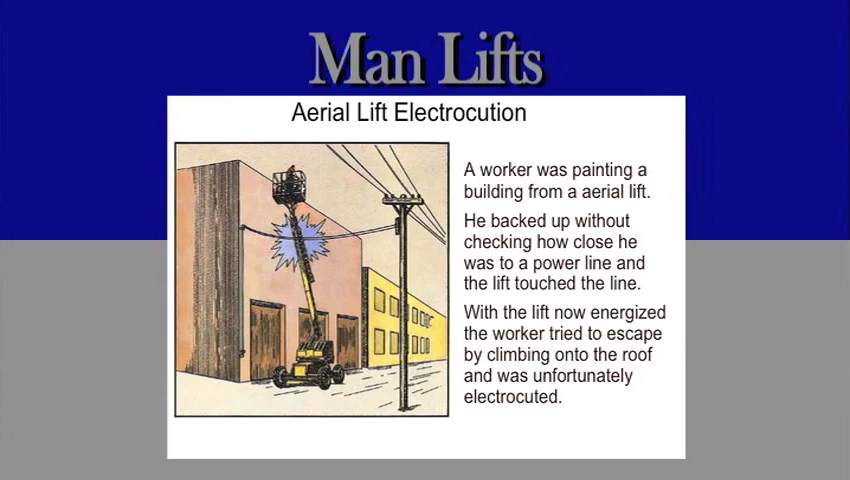 Man Lifts
Aerial Lift Electrocution
A worker was painting a
building from a aerial lift.
He backed up without
checking how close he
was to a power line and
the lift touched the line.
With the lift now energized
the worker tried to escape
by climbing onto the roof
and was unfortunately
electrocuted.